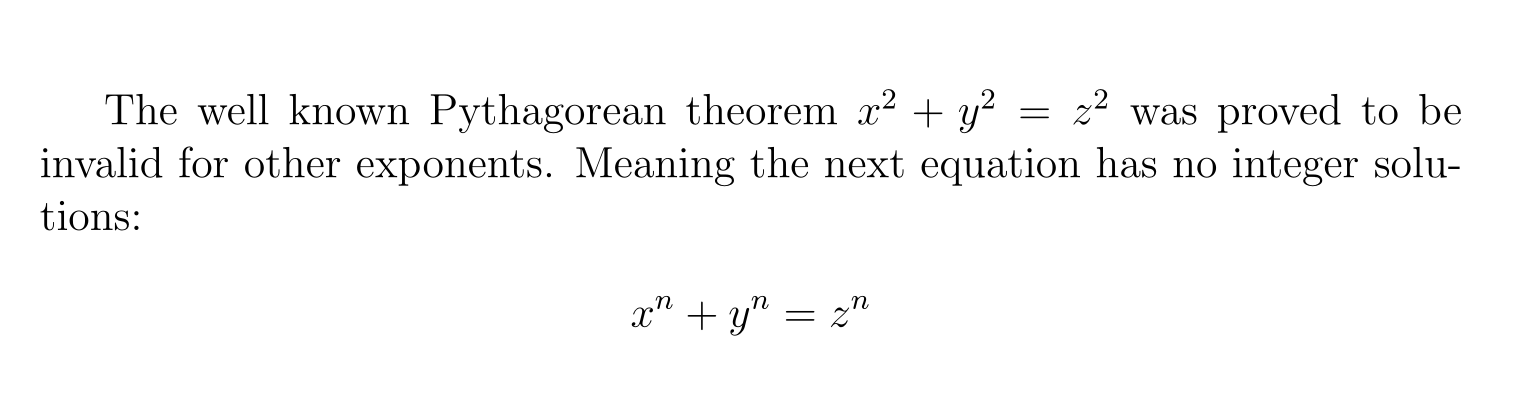 The well known Pythagorean theorem x² + y² = z² was proved to be
invalid for other exponents. Meaning the next equation has no integer solu-
tions:
xⁿ + yⁿ = zⁿ